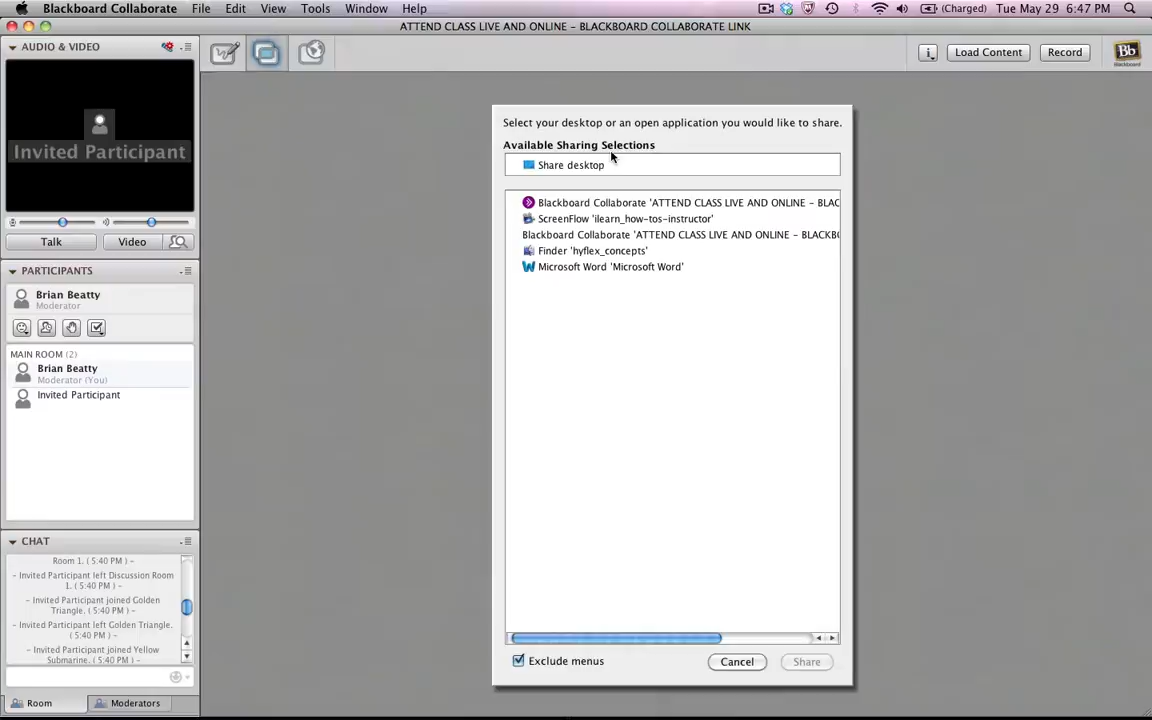 Blackboard Collaborate File Edit View Tools Window Help (Charged) Tue May 29 6:47 PM
ATTEND CLASS LIVE AND ONLINE – BLACKBOARD COLLABORATE LINK
AUDIO & VIDEO
Invited Participant
Talk Video
PARTICIPANTS
Brian Beatty
Moderator
MAIN ROOM (2)
Brian Beatty
Moderator (You)
Invited Participant
CHAT
Room 1. ( 5:40 PM ) –
– Invited Participant left Discussion Room
1. ( 5:40 PM ) –
– Invited Participant joined Golden
Triangle. ( 5:40 PM ) –
– Invited Participant left Golden Triangle.
( 5:40 PM ) –
– Invited Participant joined Yellow
Submarine. ( 5:40 PM ) –
Room Moderators
i Load Content Record
Bb
Blackboard
Select your desktop or an open application you would like to share.
Available Sharing Selections
Share desktop
Blackboard Collaborate 'ATTEND CLASS LIVE AND ONLINE – BLAC
ScreenFlow 'ilearn_how-tos-instructor'
Blackboard Collaborate 'ATTEND CLASS LIVE AND ONLINE – BLACKB
Finder 'hyflex_concepts'
Microsoft Word 'Microsoft Word'
Exclude menus Cancel Share